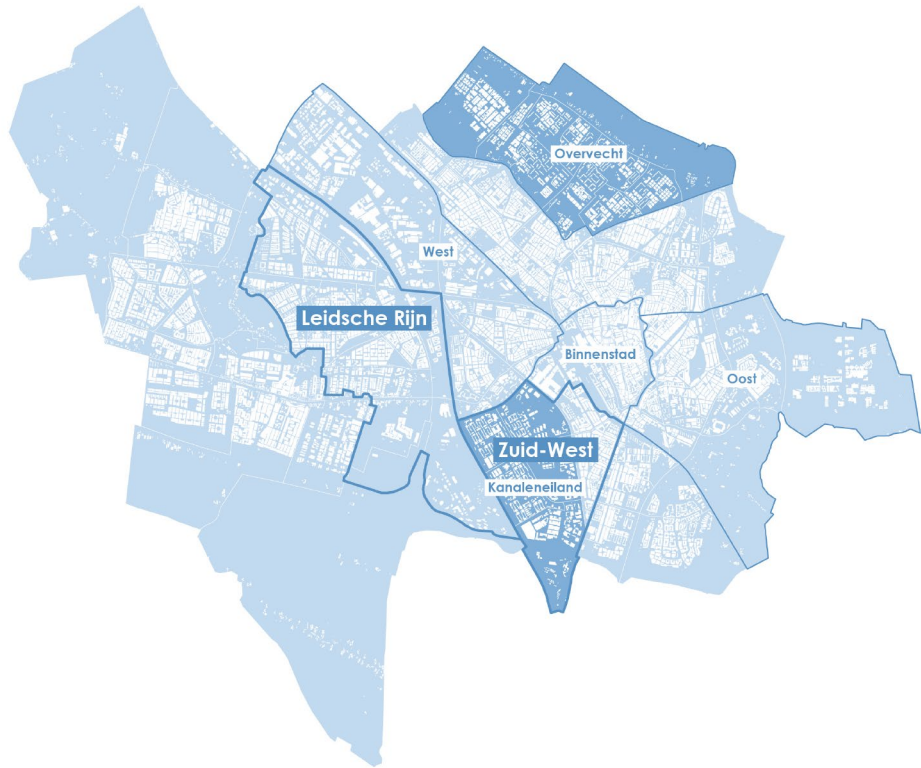 Overvecht
West
Leidsche Rijn
Binnenstad
Oost
Zuid-West
Kanaleneiland